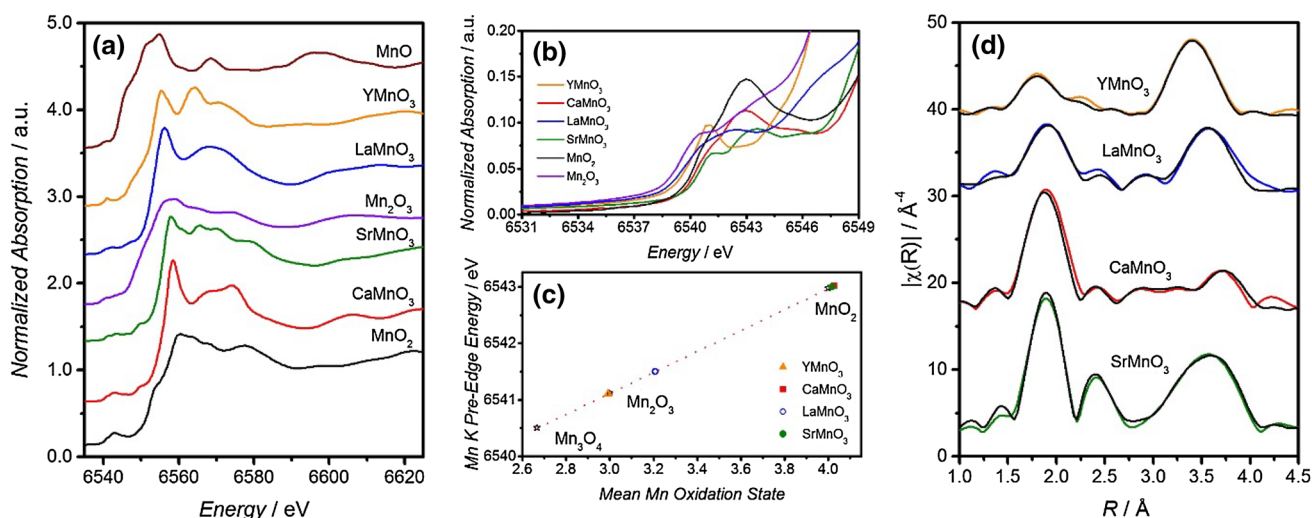 (a)
5.0
4.0
3.0
2.0
1.0
0.0
Normalized Absorption / a.u.
MnO
YMnO₃
LaMnO₃
Mn₂O₃
SrMnO₃
CaMnO₃
MnO₂
6540 6560 6580 6600 6620
Energy / eV
(b)
0.20
0.15
0.10
0.05
0.00
Normalized Absorption / a.u.
YMnO₃
CaMnO₃
LaMnO₃
SrMnO₃
MnO₂
Mn₂O₃
6531 6534 6537 6540 6543 6546 6549
Energy / eV
(c)
6543
6542
6541
6540
Mn K Pre-Edge Energy / eV
MnO₂
Mn₂O₃
Mn₃O₄
YMnO₃
CaMnO₃
LaMnO₃
SrMnO₃
2.6 2.8 3.0 3.2 3.4 3.6 3.8 4.0
Mean Mn Oxidation State
(d)
50
40
30
20
10
0
|χ(R)| / Å⁻⁴
YMnO₃
LaMnO₃
CaMnO₃
SrMnO₃
1.0 1.5 2.0 2.5 3.0 3.5 4.0 4.5
R / Å